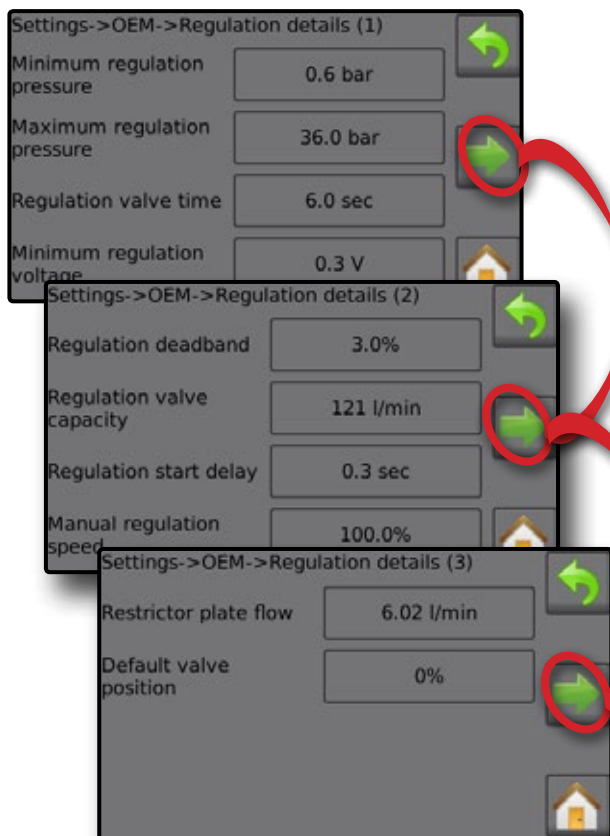 Settings->OEM->Regulation details (1)
Minimum regulation
pressure
0.6 bar
Maximum regulation
pressure
36.0 bar
Regulation valve time
6.0 sec
Minimum regulation
voltage
0.3 V
Settings->OEM->Regulation details (2)
Regulation deadband
3.0%
Regulation valve
capacity
121 l/min
Regulation start delay
0.3 sec
Manual regulation
speed
100.0%
Settings->OEM->Regulation details (3)
Restrictor plate flow
6.02 l/min
Default valve
position
0%